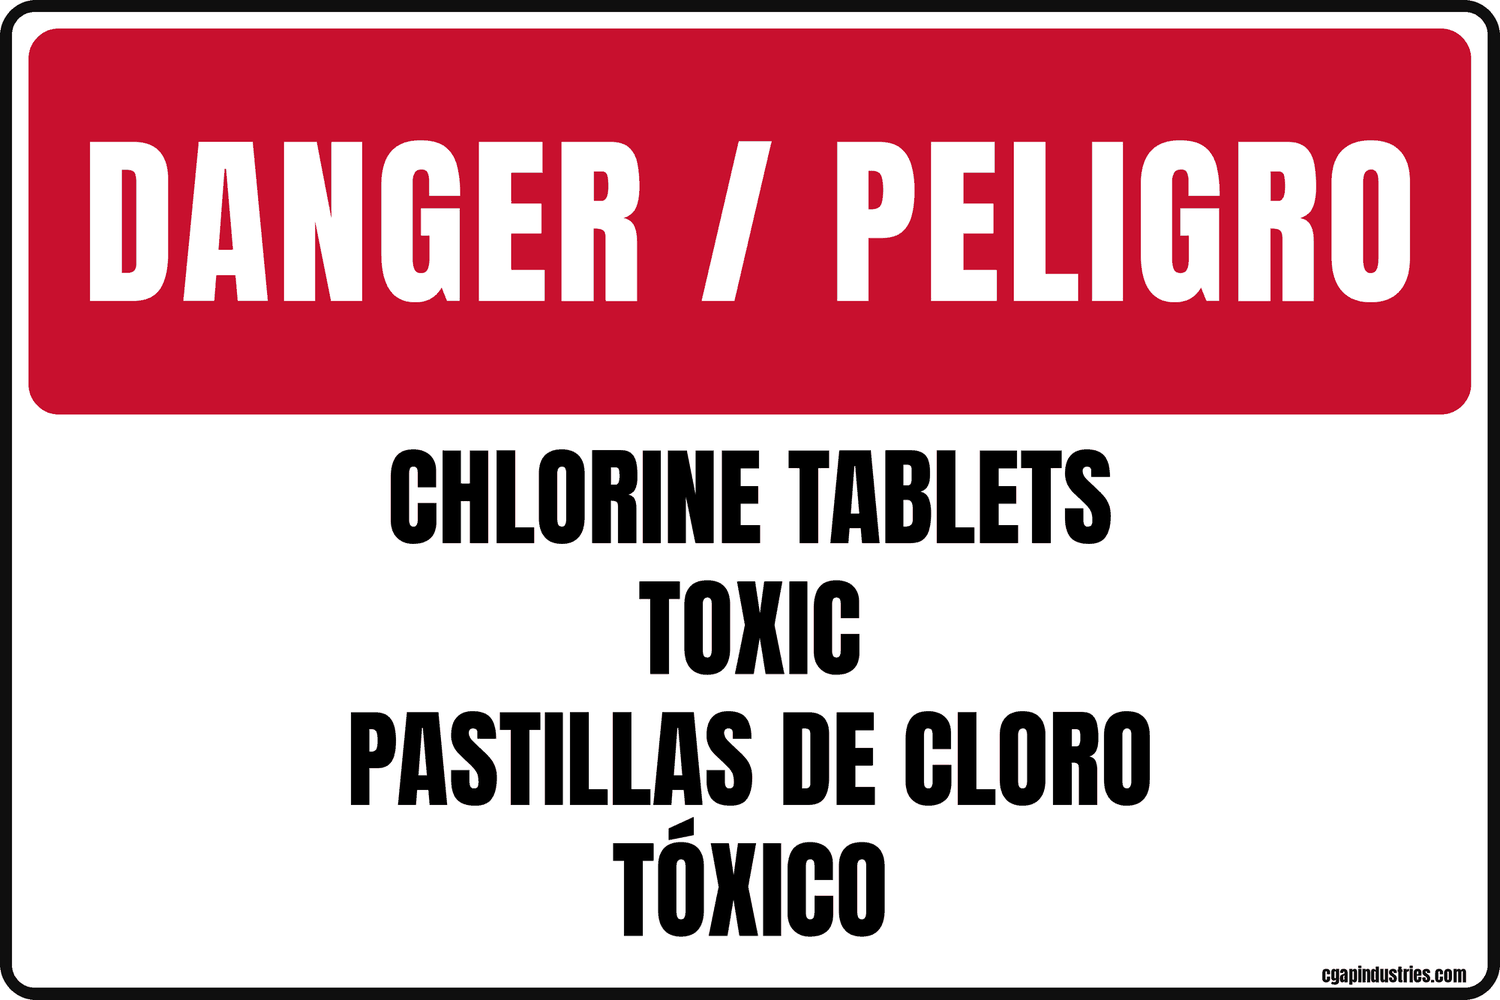 DANGER / PELIGRO
CHLORINE TABLETS
TOXIC
PASTILLAS DE CLORO
TÓXICO
cgapindustries.com